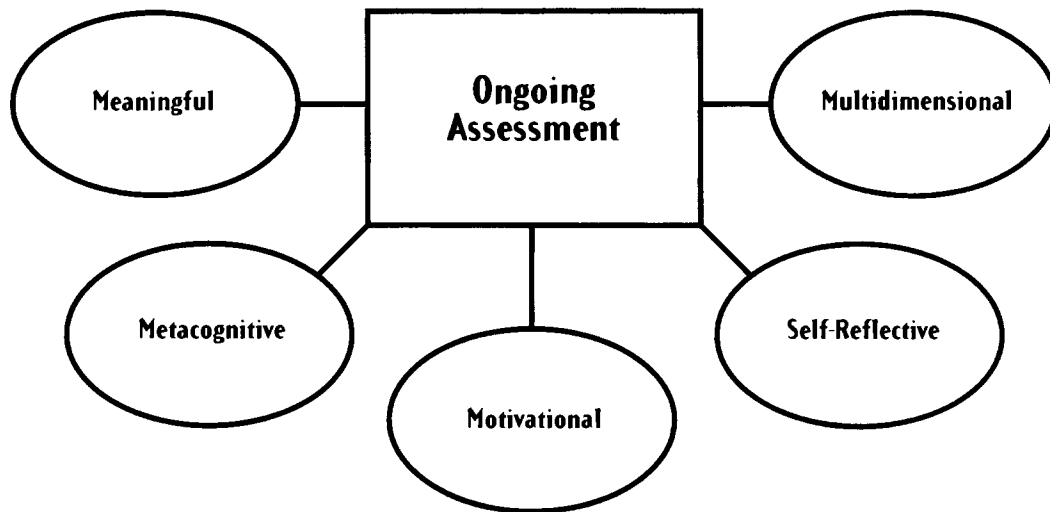 Ongoing
Assessment
Meaningful
Multidimensional
Metacognitive
Self-Reflective
Motivational